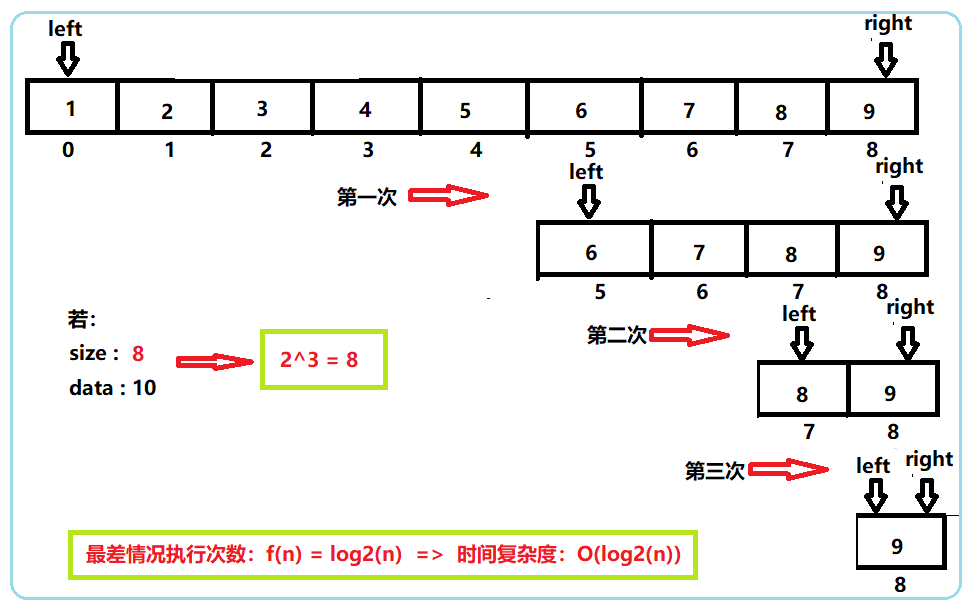 left
right
1 2 3 4 5 6 7 8 9
0 1 2 3 4 5 6 7 8
第一次
left
right
6 7 8 9
5 6 7 8
若：
size : 8
2^3 = 8
data : 10
第二次
left
right
8 9
7 8
第三次
left
right
9
8
最差情况执行次数：f(n) = log2(n) => 时间复杂度：O(log2(n))